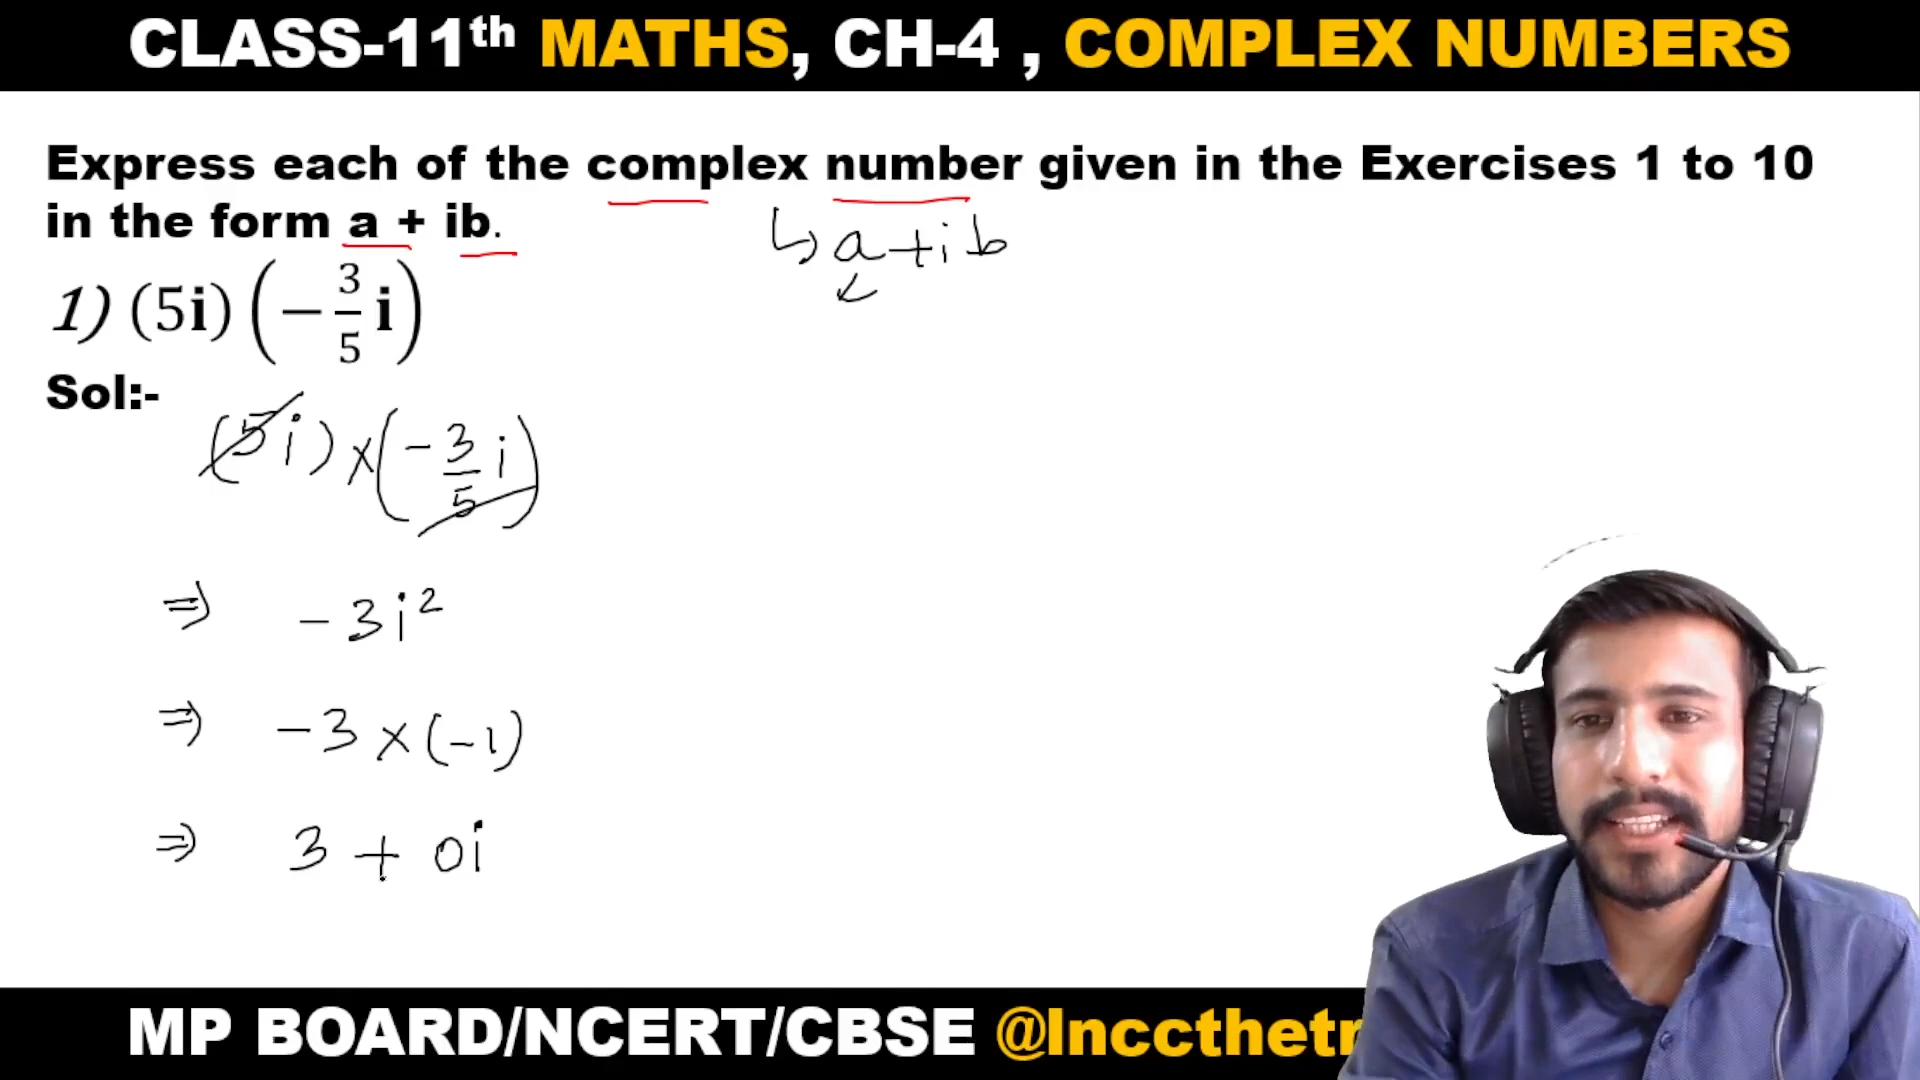 CLASS-11th MATHS, CH-4 , COMPLEX NUMBERS
Express each of the complex number given in the Exercises 1 to 10
in the form a + ib.
↳ a+ib
1) (5i)(-3/5 i)
Sol:-
(5i)×(-3/5 i)
⇒ -3i²
⇒ -3×(-1)
⇒ 3 + 0i
MP BOARD/NCERT/CBSE @Inccthetr